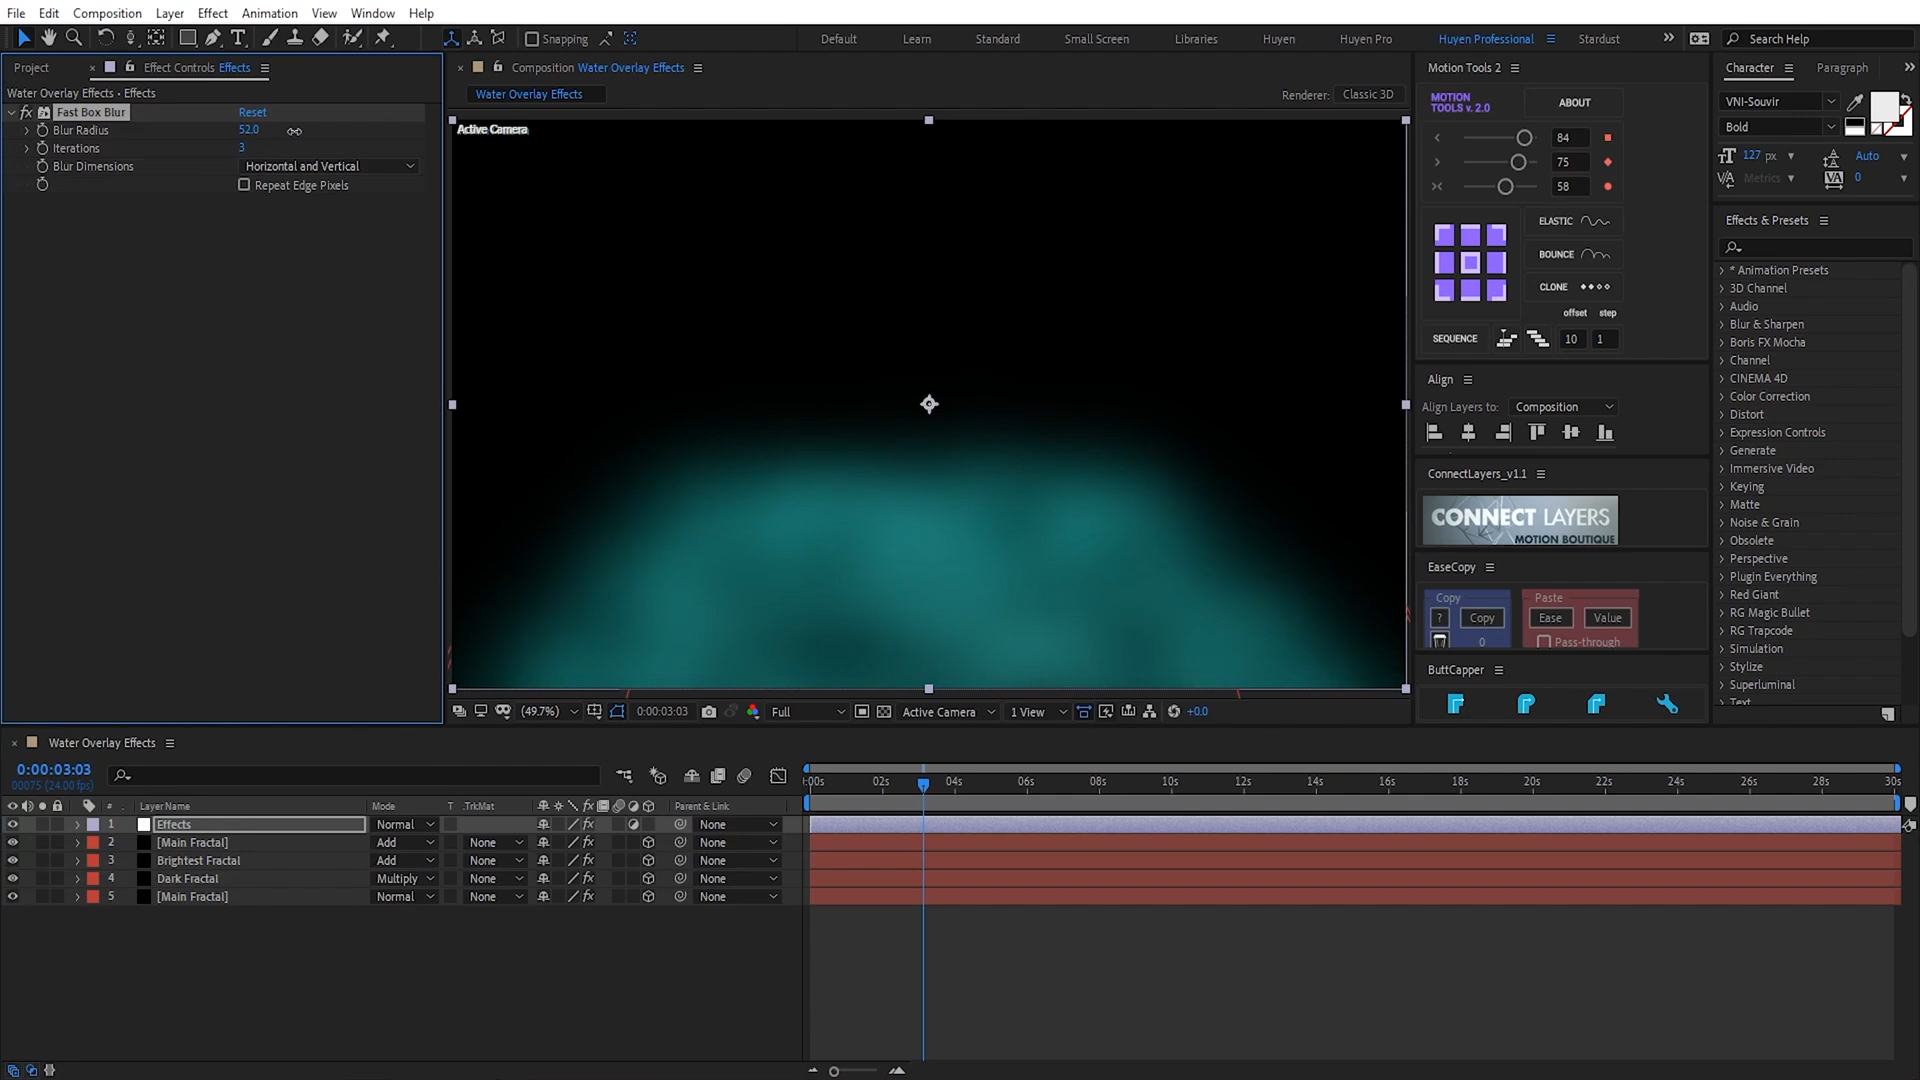 File Edit Composition Layer Effect Animation View Window Help
Snapping Default Learn Standard Small Screen Libraries Huyen Huyen Pro Huyen Professional Stardust Search Help
Project Effect Controls Effects
Water Overlay Effects • Effects
fx Fast Box Blur Reset
Blur Radius 52.0
Iterations 3
Blur Dimensions Horizontal and Vertical
Repeat Edge Pixels
Composition Water Overlay Effects
Water Overlay Effects Renderer: Classic 3D
Active Camera
(49.7%) 0:00:03:03 Full Active Camera 1 View +0.0
Motion Tools 2
MOTION
TOOLS v. 2.0
ABOUT
84
75
58
ELASTIC
BOUNCE
CLONE
offset step
SEQUENCE 10 1
Align
Align Layers to: Composition
ConnectLayers_v1.1
CONNECT LAYERS
MOTION BOUTIQUE
EaseCopy
Copy Paste
? Copy Ease Value
0 Pass-through
ButtCapper
Character Paragraph
VNI-Souvir
Bold
127 px Auto
Metrics 0
Effects & Presets
* Animation Presets
3D Channel
Audio
Blur & Sharpen
Boris FX Mocha
Channel
CINEMA 4D
Color Correction
Distort
Expression Controls
Generate
Immersive Video
Keying
Matte
Noise & Grain
Obsolete
Perspective
Plugin Everything
Red Giant
RG Magic Bullet
RG Trapcode
Simulation
Stylize
Superluminal
Text
Water Overlay Effects
0:00:03:03
00075 (24.00 fps)
:00s 02s 04s 06s 08s 10s 12s 14s 16s 18s 20s 22s 24s 26s 28s 30s
# Layer Name Mode T .TrkMat fx Parent & Link
1 Effects Normal fx None
2 [Main Fractal] Add None fx None
3 Brightest Fractal Add None fx None
4 Dark Fractal Multiply None fx None
5 [Main Fractal] Normal None fx None